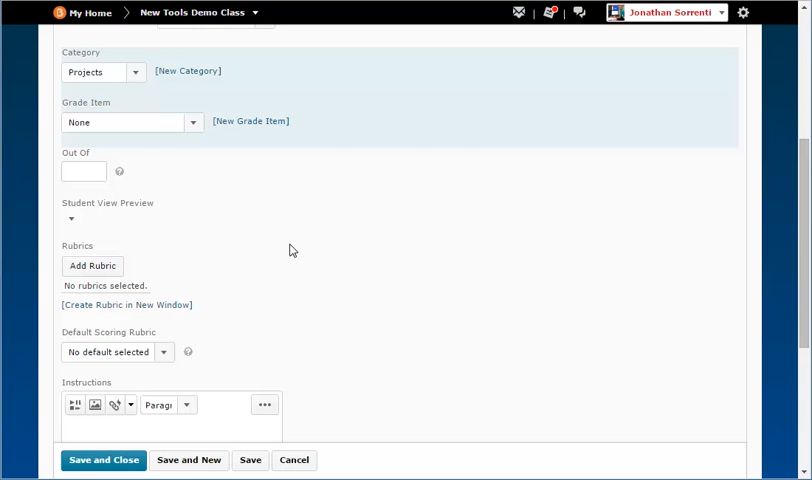 My Home New Tools Demo Class Jonathan Sorrenti
Category
Projects [New Category]
Grade Item
None [New Grade Item]
Out Of
Student View Preview
Rubrics
Add Rubric
No rubrics selected.
[Create Rubric in New Window]
Default Scoring Rubric
No default selected
Instructions
Paragr
Save and Close Save and New Save Cancel